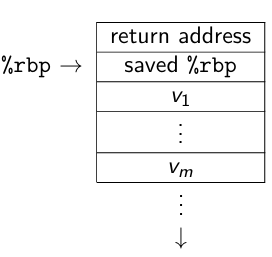 return address
%rbp → saved %rbp
v₁
⋮
vₘ
⋮
↓